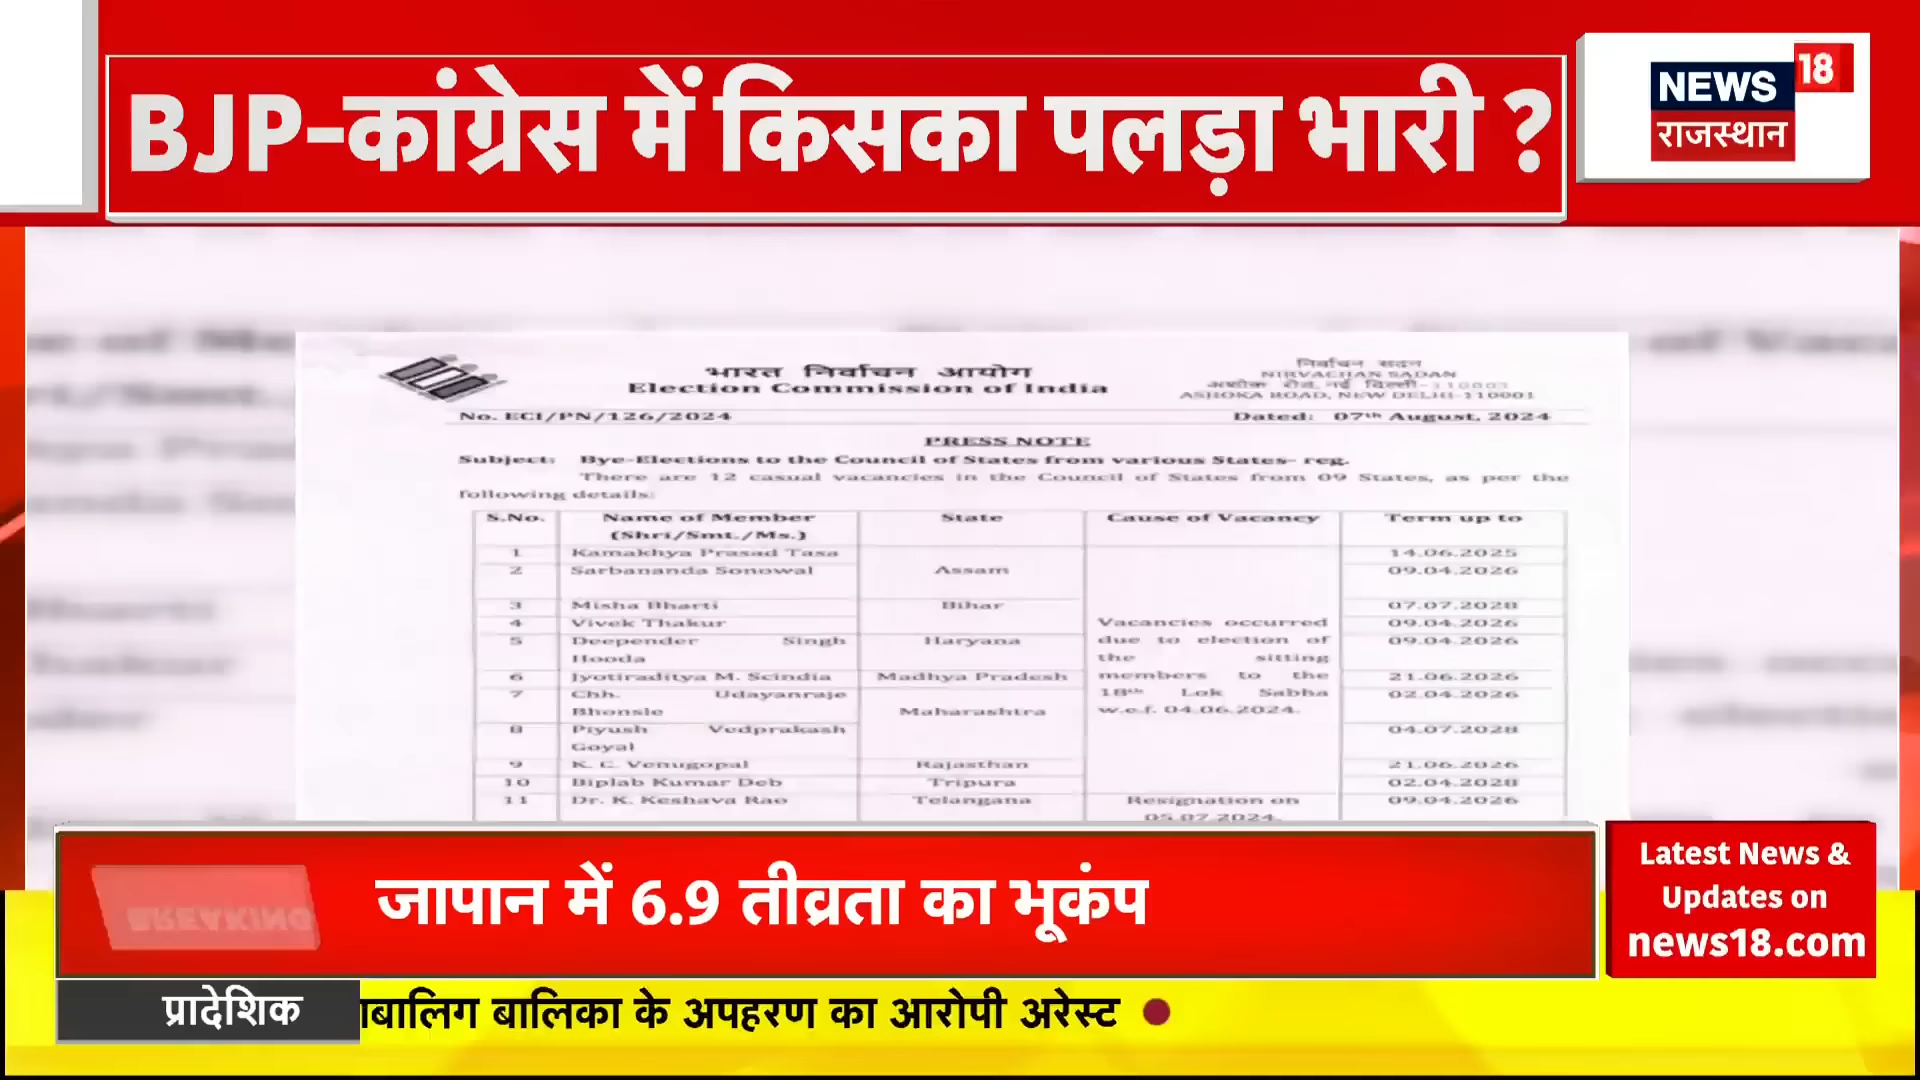 BJP-कांग्रेस में किसका पलड़ा भारी ?
NEWS 18
राजस्थान
भारत निर्वाचन आयोग
Election Commission of India
निर्वाचन सदन
NIRVACHAN SADAN
अशोक रोड, नई दिल्ली-110001
ASHOKA ROAD, NEW DELHI-110001
No. ECI/PN/126/2024
Dated: 07th August, 2024
PRESS NOTE
Subject: Bye-Elections to the Council of States from various States- reg.
There are 12 casual vacancies in the Council of States from 09 States, as per the
following details:
S.No. Name of Member (Shri/Smt./Ms.) State Cause of Vacancy Term up to
1 Kamakhya Prasad Tasa 14.06.2025
2 Sarbananda Sonowal Assam 09.04.2026
3 Misha Bharti Bihar 07.07.2028
4 Vivek Thakur 09.04.2026
5 Deepender Singh Hooda Haryana 09.04.2026
6 Jyotiraditya M. Scindia Madhya Pradesh 21.06.2026
7 Chh. Udayanraje Bhonsle Maharashtra 02.04.2026
8 Piyush Vedprakash Goyal 04.07.2028
9 K. C. Venugopal Rajasthan 21.06.2026
10 Biplab Kumar Deb Tripura 02.04.2028
11 Dr. K. Keshava Rao Telangana Resignation on 05.07.2024. 09.04.2026
Vacancies occurred
due to election of
the sitting
members to the
18th Lok Sabha
w.e.f. 04.06.2024.
जापान में 6.9 तीव्रता का भूकंप
Latest News &
Updates on
news18.com
प्रादेशिक
बालिग बालिका के अपहरण का आरोपी अरेस्ट